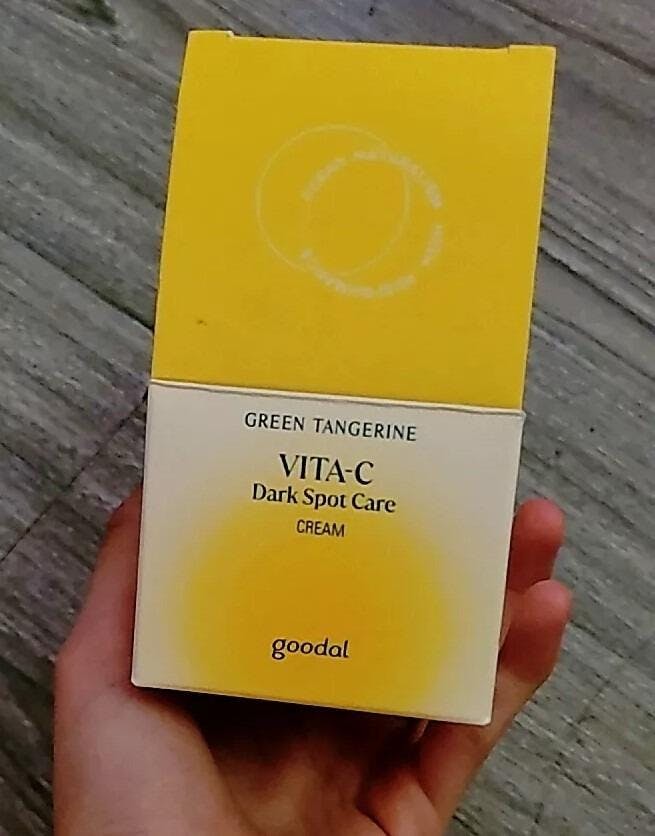 GREEN TANGERINE
VITA-C
Dark Spot Care
CREAM
goodal